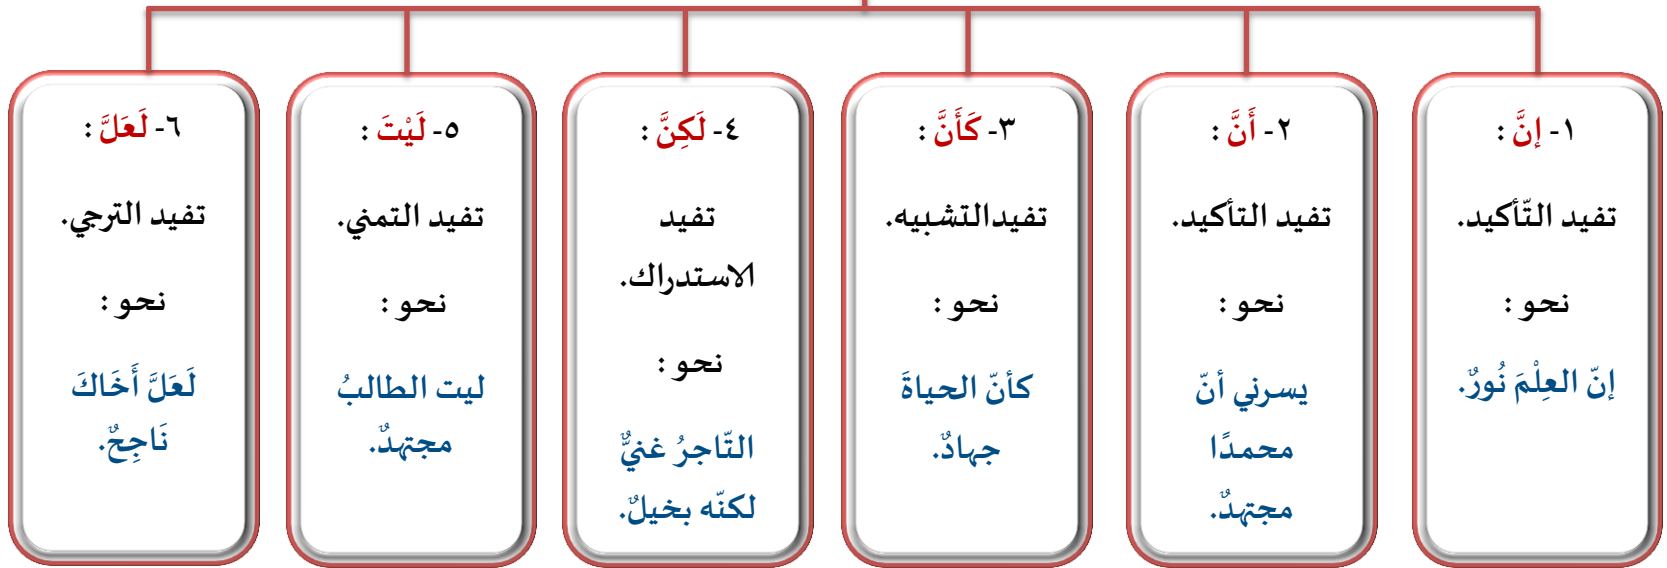 ١- إنَّ :
تفيد التّأكيد.
نحو :
إنّ العِلْمَ نُورٌ.
٢- أَنَّ :
تفيد التأكيد.
نحو :
يسرني أنّ
محمدًا
مجتهدٌ.
٣- كَأَنَّ :
تفيدالتشبيه.
نحو :
كأنّ الحياةَ
جهادٌ.
٤- لَكِنَّ :
تفيد
الاستدراك.
نحو :
التّاجرُ غنيٌّ
لكنّه بخيلٌ.
٥- لَيْتَ :
تفيد التمني.
نحو :
ليت الطالبُ
مجتهدٌ.
٦- لَعَلَّ :
تفيد الترجي.
نحو :
لَعَلَّ أَخَاكَ
نَاجِحٌ.